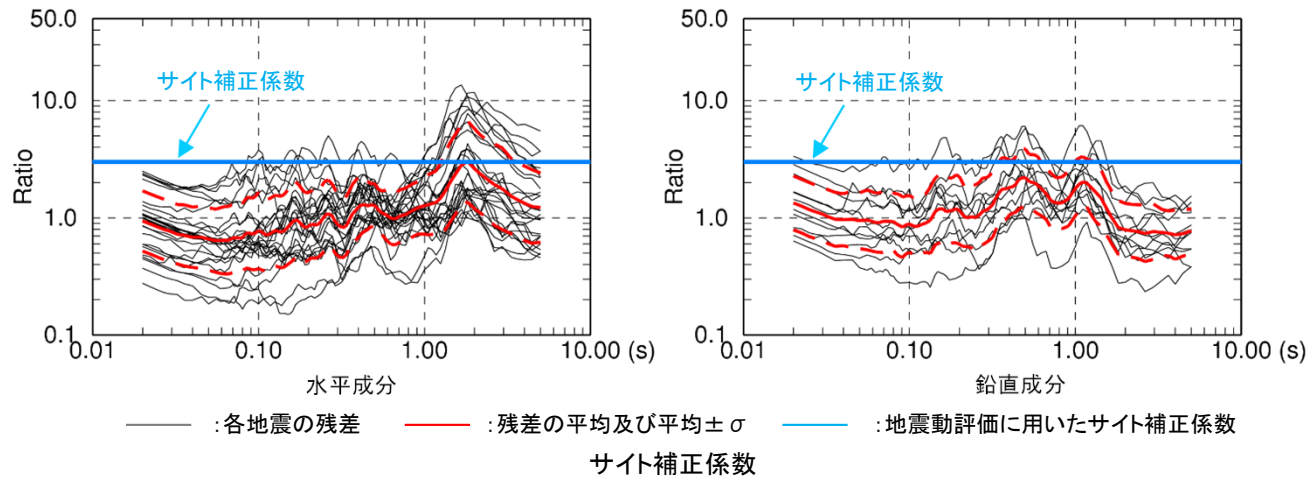 50.0
10.0
1.0
0.1
Ratio
サイト補正係数
0.01
0.10
1.00
10.00 (s)
水平成分
50.0
10.0
1.0
0.1
Ratio
サイト補正係数
0.01
0.10
1.00
10.00 (s)
鉛直成分
:各地震の残差 :残差の平均及び平均±σ :地震動評価に用いたサイト補正係数
サイト補正係数